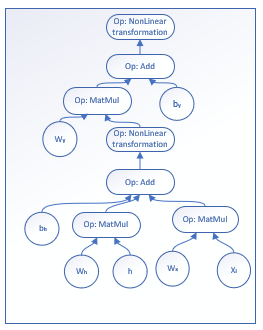 Op: NonLinear
transformation
Op: Add
Op: MatMul
bᵧ
Wᵧ
Op: NonLinear
transformation
Op: Add
bₕ
Op: MatMul
Op: MatMul
Wₕ
h
Wₓ
Xᵢ